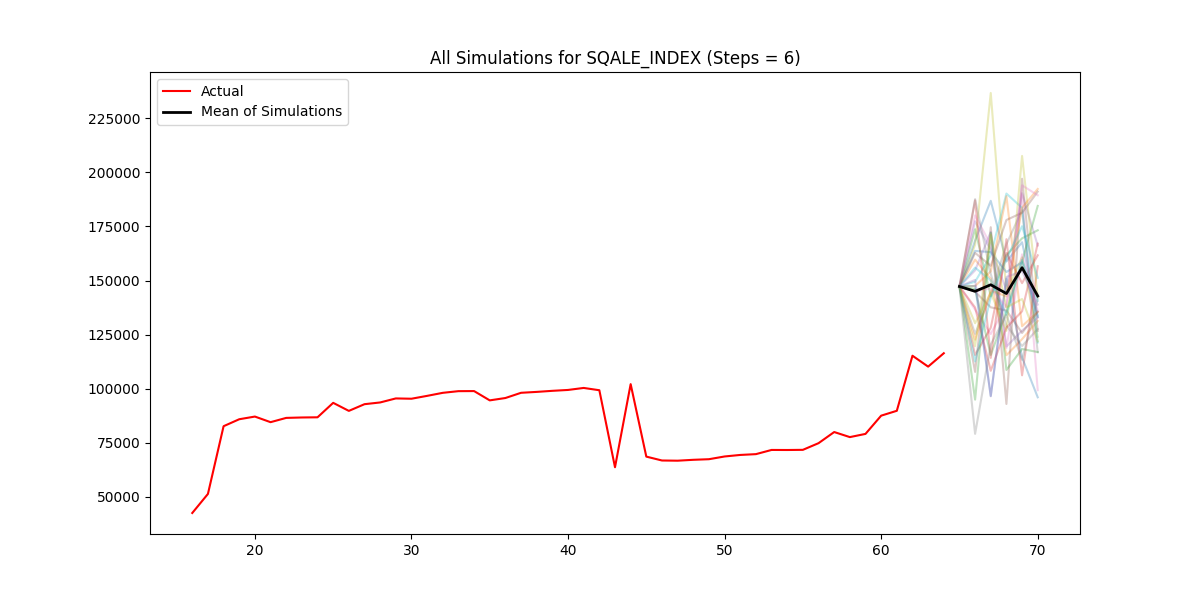 All Simulations for SQALE_INDEX (Steps = 6)
Actual
Mean of Simulations
225000
200000
175000
150000
125000
100000
75000
50000
20 30 40 50 60 70